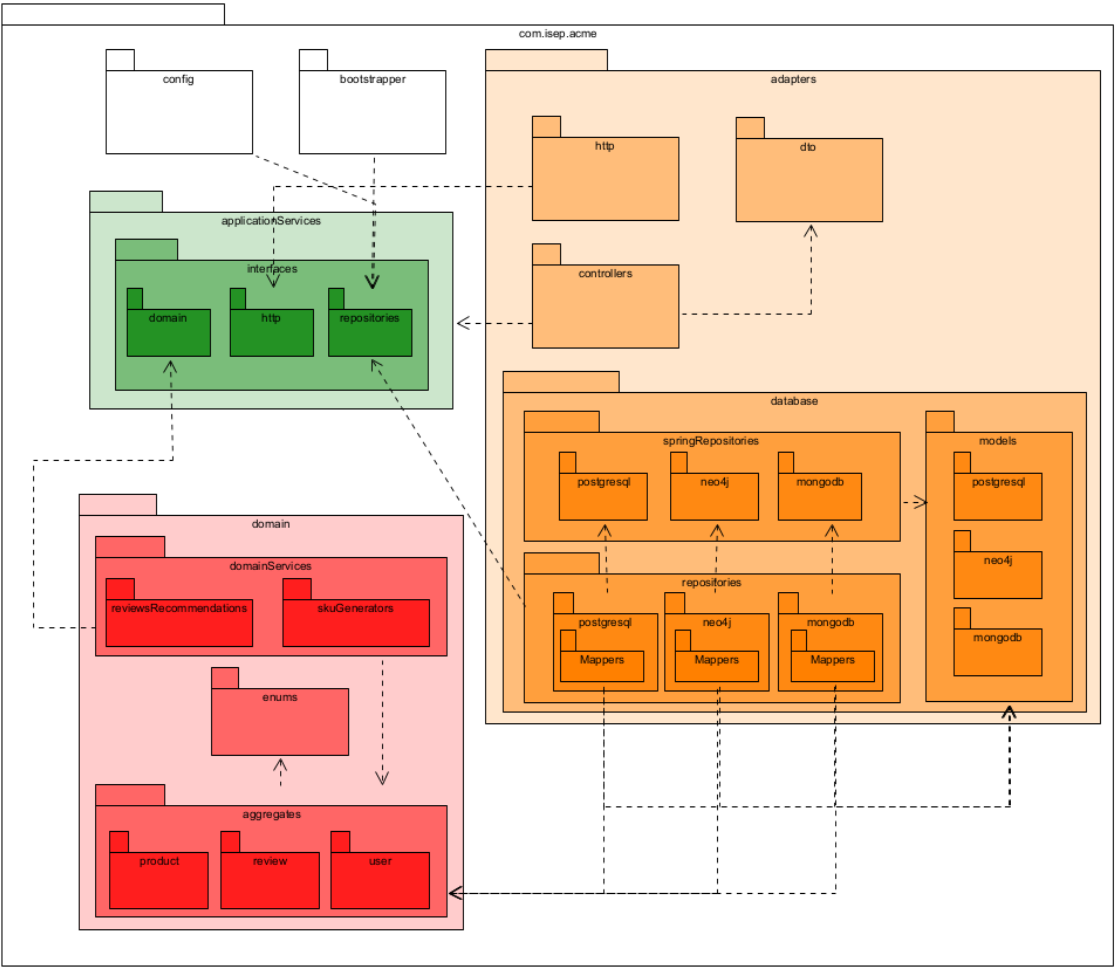 com.isep.acme
config
bootstrapper
adapters
http
dto
applicationServices
interfaces
domain
http
repositories
controllers
database
springRepositories
postgresql
neo4j
mongodb
models
postgresql
neo4j
mongodb
repositories
postgresql
Mappers
neo4j
Mappers
mongodb
Mappers
domain
domainServices
reviewsRecommendations
skuGenerators
enums
aggregates
product
review
user